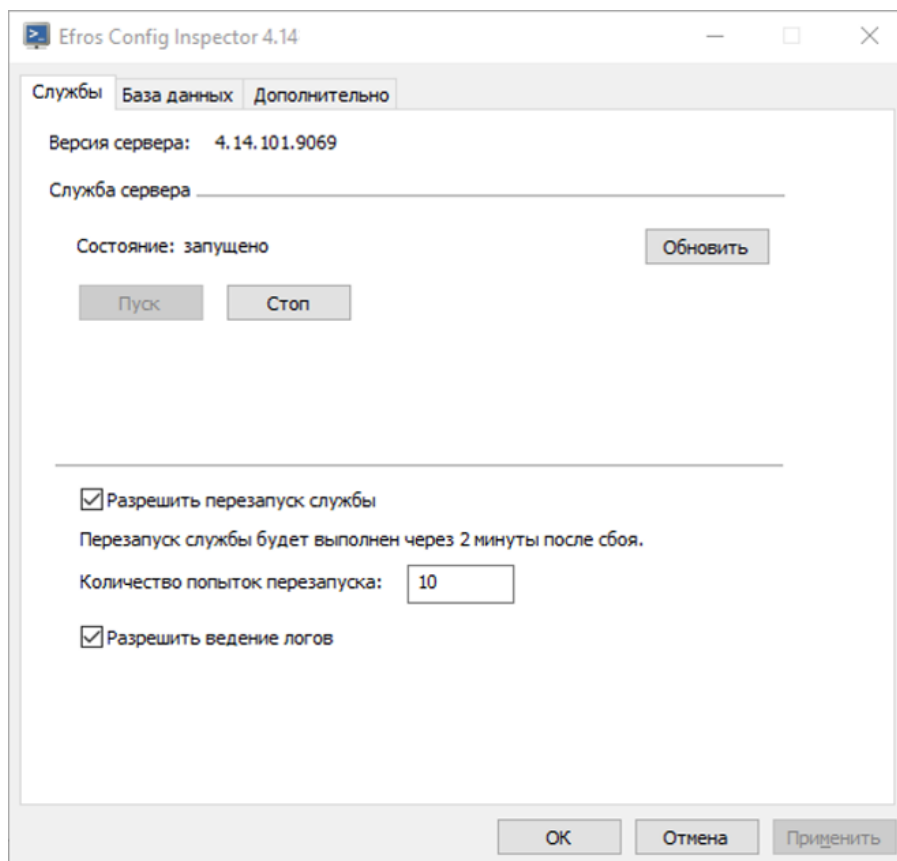 Efros Config Inspector 4.14
Службы База данных Дополнительно
Версия сервера: 4.14.101.9069
Служба сервера
Состояние: запущено Обновить
Пуск Стоп
Разрешить перезапуск службы
Перезапуск службы будет выполнен через 2 минуты после сбоя.
Количество попыток перезапуска: 10
Разрешить ведение логов
ОК Отмена Применить